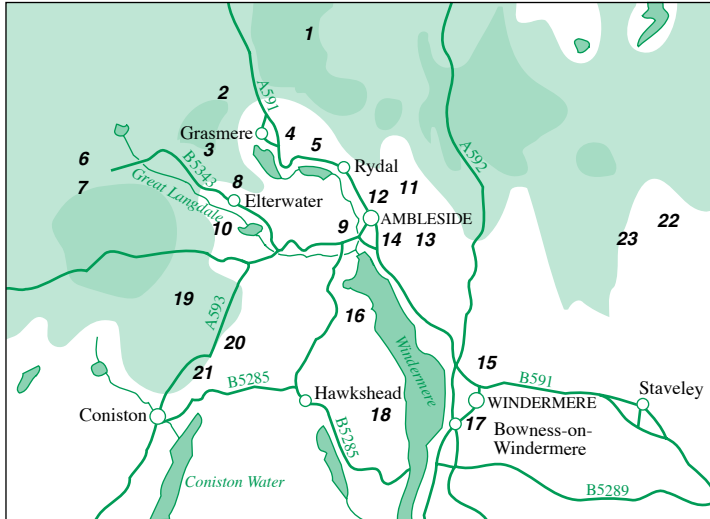 1
2
A591
Grasmere
4
5
3
A592
6
B5343
Rydal
7
8
Great Langdale
Elterwater
12
11
10
9
AMBLESIDE
22
14
13
23
19
A593
16
Windermere
20
15
21
B5285
B591
Staveley
Hawkshead
WINDERMERE
Coniston
18
17
Bowness-on-
Windermere
B5285
Coniston Water
B5289